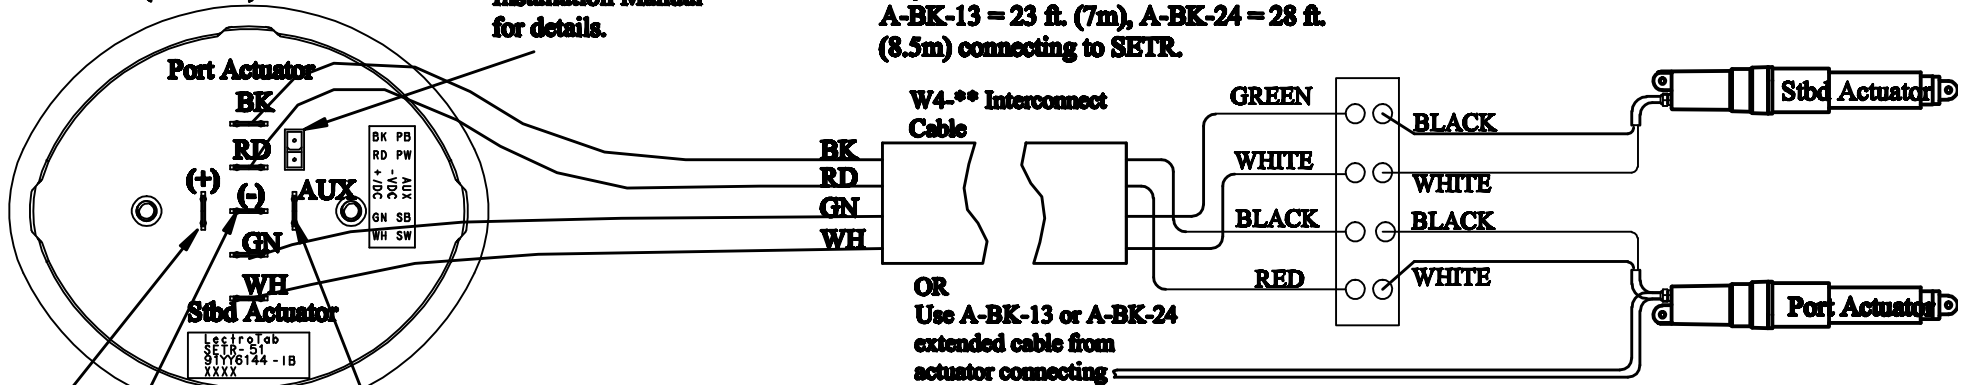 for details.
A-BK-13 = 23 ft. (7m), A-BK-24 = 28 ft.
(8.5m) connecting to SETR.
Port Actuator
BK
RD
(+)
(-)
AUX
GN
WH
Stbd Actuator
BK PB
RD PW
+VDC
-VDC
AUX
GN SB
WH SW
LectroTab
SETR-51
91YY6144-1B
XXXX
W4-** Interconnect
Cable
BK
RD
GN
WH
OR
Use A-BK-13 or A-BK-24
extended cable from
actuator connecting
GREEN
WHITE
BLACK
RED
BLACK
WHITE
BLACK
WHITE
Stbd Actuator
Port Actuator